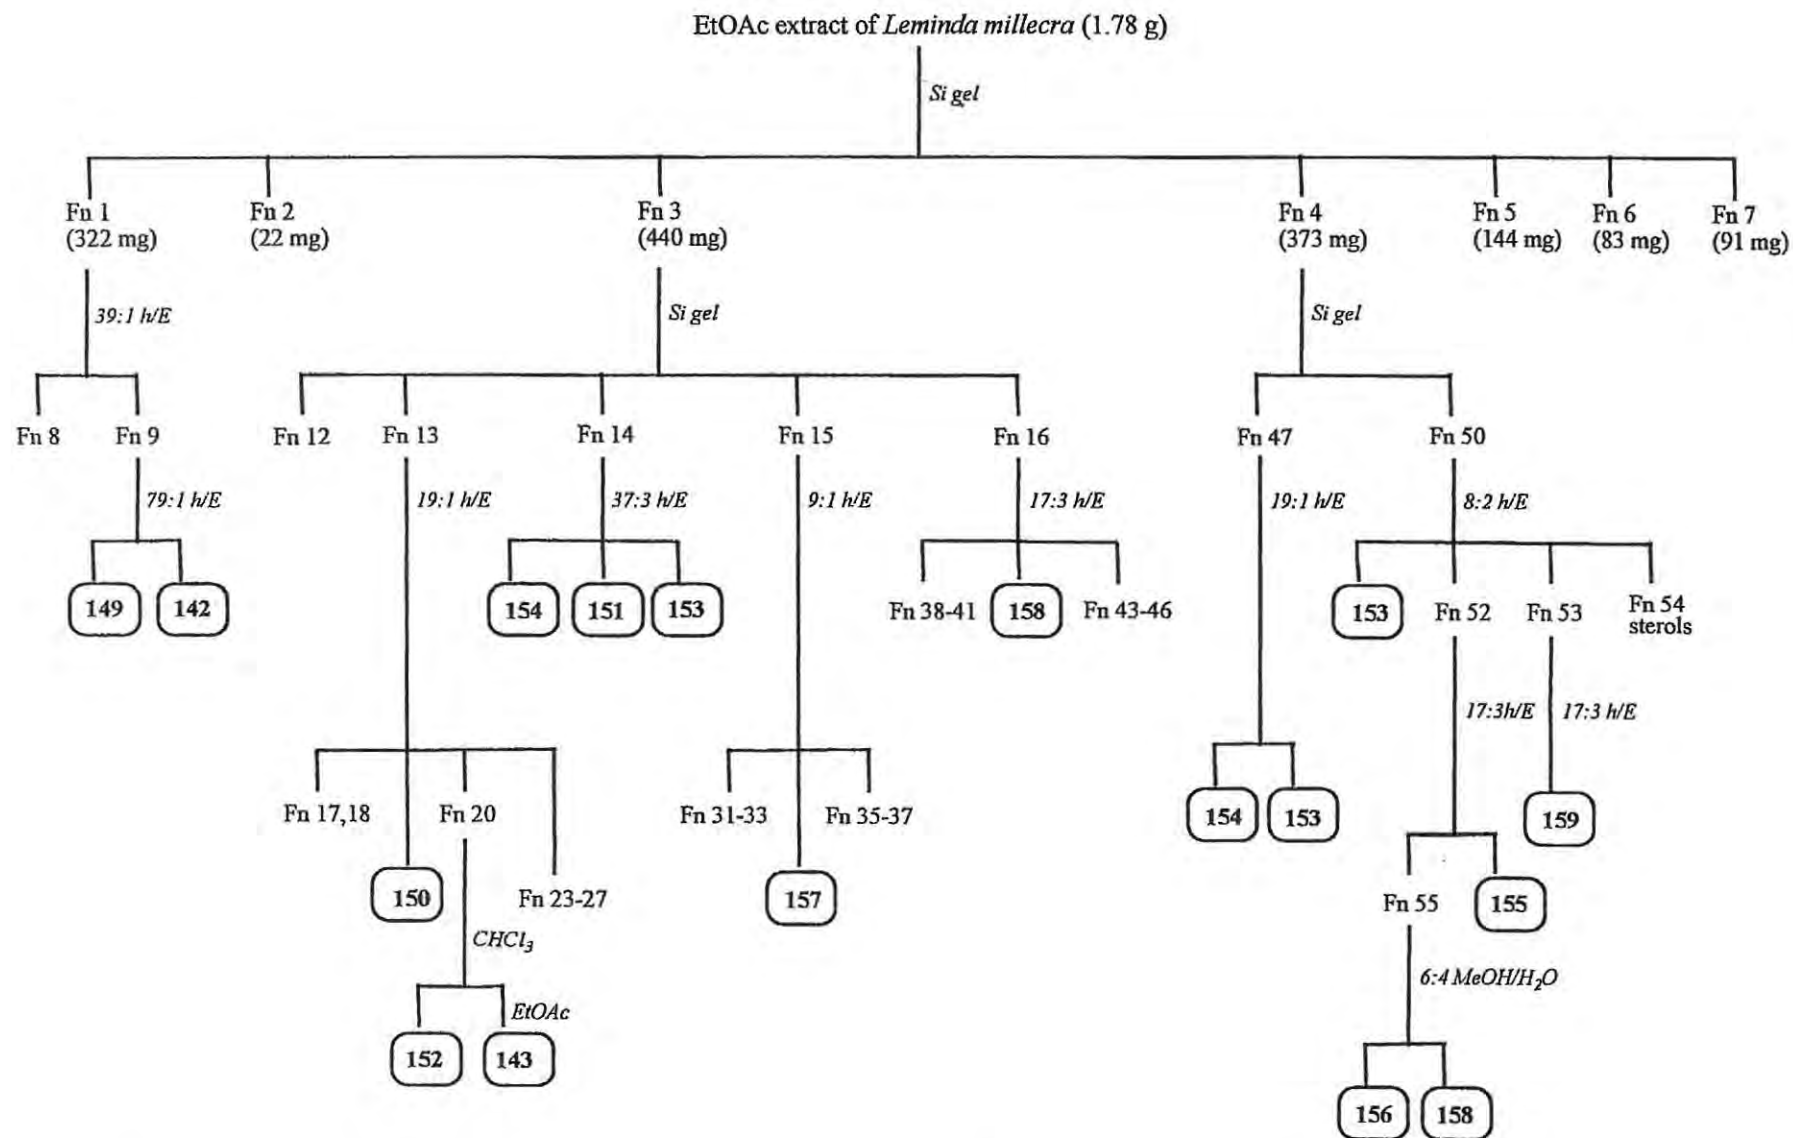 EtOAc extract of Leminda millecra (1.78 g)
Si gel
Fn 1
(322 mg)
Fn 2
(22 mg)
Fn 3
(440 mg)
Fn 4
(373 mg)
Fn 5
(144 mg)
Fn 6
(83 mg)
Fn 7
(91 mg)
39:1 h/E
Si gel
Si gel
Fn 8
Fn 9
Fn 12
Fn 13
Fn 14
Fn 15
Fn 16
Fn 47
Fn 50
79:1 h/E
19:1 h/E
37:3 h/E
9:1 h/E
17:3 h/E
19:1 h/E
8:2 h/E
149
142
154
151
153
Fn 38-41
158
Fn 43-46
153
Fn 52
Fn 53
Fn 54
sterols
17:3h/E
17:3 h/E
Fn 17,18
Fn 20
Fn 31-33
Fn 35-37
154
153
159
150
Fn 23-27
157
Fn 55
155
CHCl₃
6:4 MeOH/H₂O
EtOAc
152
143
156
158